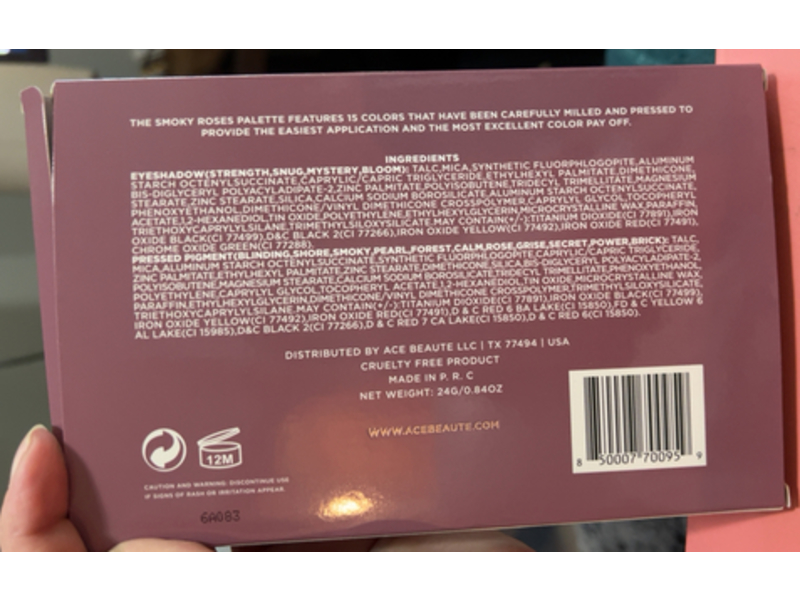 THE SMOKY ROSES PALETTE FEATURES 15 COLORS THAT HAVE BEEN CAREFULLY MILLED AND PRESSED TO
PROVIDE THE EASIEST APPLICATION AND THE MOST EXCELLENT COLOR PAY OFF.
INGREDIENTS
EYESHADOW(STRENGTH,SNUG,MYSTERY,BLOOM): TALC,MICA,SYNTHETIC FLUORPHLOGOPITE,ALUMINUM
STARCH OCTENYLSUCCINATE,CAPRYLIC/CAPRIC TRIGLYCERIDE,ETHYLHEXYL PALMITATE,DIMETHICONE,
BIS-DIGLYCERYL POLYACYLADIPATE-2,ZINC PALMITATE,POLYISOBUTENE,TRIDECYL TRIMELLITATE,MAGNESIUM
STEARATE,ZINC STEARATE,SILICA,CALCIUM SODIUM BOROSILICATE,ALUMINUM STARCH OCTENYLSUCCINATE,
PHENOXYETHANOL,DIMETHICONE/VINYL DIMETHICONE CROSSPOLYMER,CAPRYLYL GLYCOL,TOCOPHERYL
ACETATE,1,2-HEXANEDIOL,TIN OXIDE,POLYETHYLENE,ETHYLHEXYLGLYCERIN,MICROCRYSTALLINE WAX,PARAFFIN,
TRIETHOXYCAPRYLYLSILANE,TRIMETHYLSILOXYSILICATE.MAY CONTAIN(+/-):TITANIUM DIOXIDE(CI 77891),IRON
OXIDE BLACK(CI 77499),D&C BLACK 2(CI 77266),IRON OXIDE YELLOW(CI 77492),IRON OXIDE RED(CI 77491),
CHROME OXIDE GREEN(CI 77288).
PRESSED PIGMENT(BLINDING,SHORE,SMOKY,PEARL,FOREST,CALM,ROSE,GRISE,SECRET,POWER,BRICK): TALC,
MICA,ALUMINUM STARCH OCTENYLSUCCINATE,SYNTHETIC FLUORPHLOGOPITE,CAPRYLIC/CAPRIC TRIGLYCERIDE,
ZINC PALMITATE,ETHYLHEXYL PALMITATE,ZINC STEARATE,DIMETHICONE,SILICA,BIS-DIGLYCERYL POLYACYLADIPATE-2,
POLYISOBUTENE,MAGNESIUM STEARATE,CALCIUM SODIUM BOROSILICATE,TRIDECYL TRIMELLITATE,PHENOXYETHANOL,
POLYETHYLENE,CAPRYLYL GLYCOL,TOCOPHERYL ACETATE,1,2-HEXANEDIOL,TIN OXIDE,MICROCRYSTALLINE WAX,
PARAFFIN,ETHYLHEXYLGLYCERIN,DIMETHICONE/VINYL DIMETHICONE CROSSPOLYMER,TRIMETHYLSILOXYSILICATE,
TRIETHOXYCAPRYLYLSILANE.MAY CONTAIN(+/-):TITANIUM DIOXIDE(CI 77891),IRON OXIDE BLACK(CI 77499),
IRON OXIDE YELLOW(CI 77492),IRON OXIDE RED(CI 77491),D & C RED 6 BA LAKE(CI 15850),FD & C YELLOW 6
AL LAKE(CI 15985),D&C BLACK 2(CI 77266),D & C RED 7 CA LAKE(CI 15850),D & C RED 6(CI 15850).
DISTRIBUTED BY ACE BEAUTE LLC | TX 77494 | USA
CRUELTY FREE PRODUCT
MADE IN P. R. C
NET WEIGHT: 24G/0.84OZ
WWW.ACEBEAUTE.COM
12M
CAUTION AND WARNING: DISCONTINUE USE
IF SIGNS OF RASH OR IRRITATION APPEAR.
6A083
8 50007 70095 9